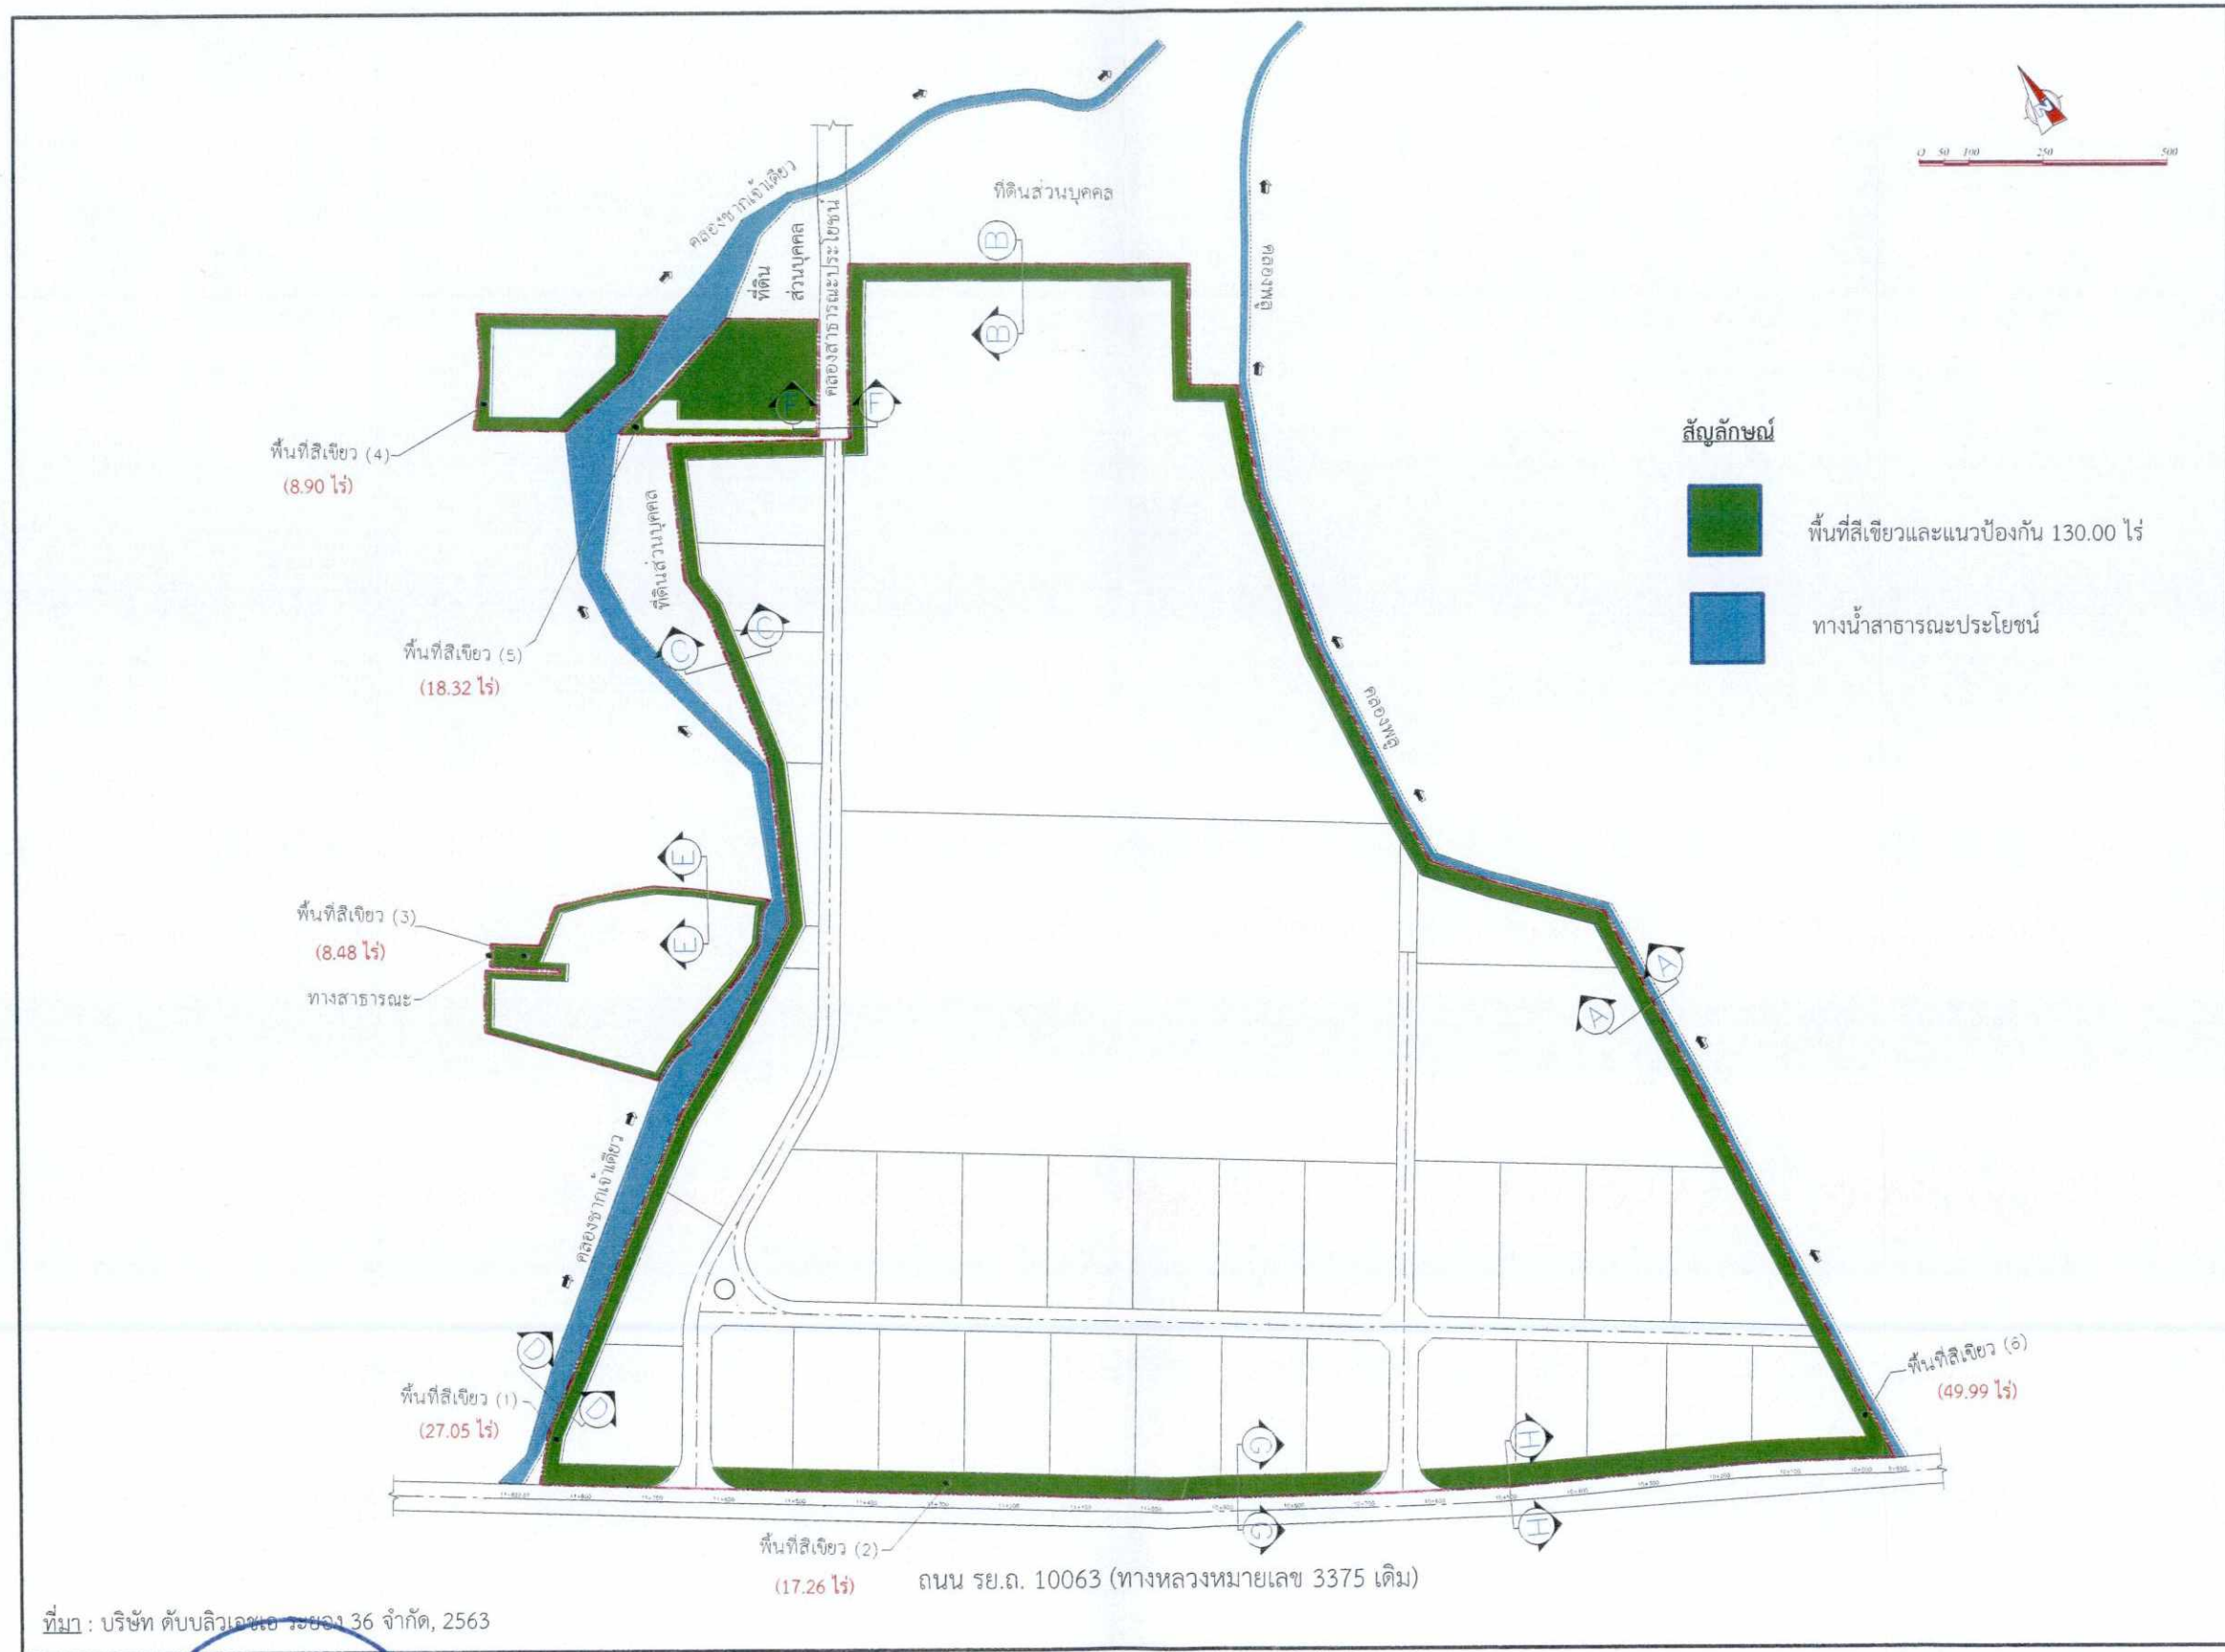 N
0 50 100 250 500
คลองชากเจ้าเดียว
ที่ดิน
ส่วนบุคคล
คลองสาธารณะประโยชน์
ที่ดินส่วนบุคคล
B
B
คลองพลู
F
F
พื้นที่สีเขียว (4)
(8.90 ไร่)
สัญลักษณ์
พื้นที่สีเขียวและแนวป้องกัน 130.00 ไร่
ทางน้ำสาธารณะประโยชน์
ที่ดินส่วนบุคคล
C
C
พื้นที่สีเขียว (5)
(18.32 ไร่)
คลองพลู
E
E
พื้นที่สีเขียว (3)
(8.48 ไร่)
ทางสาธารณะ
A
A
คลองชากเจ้าเดียว
D
D
พื้นที่สีเขียว (1)
(27.05 ไร่)
พื้นที่สีเขียว (6)
(49.99 ไร่)
G
G
H
H
พื้นที่สีเขียว (2)
(17.26 ไร่)
ถนน รย.ถ. 10063 (ทางหลวงหมายเลข 3375 เดิม)
ที่มา : บริษัท ดับบลิวเอชเอ ระยอง 36 จำกัด, 2563